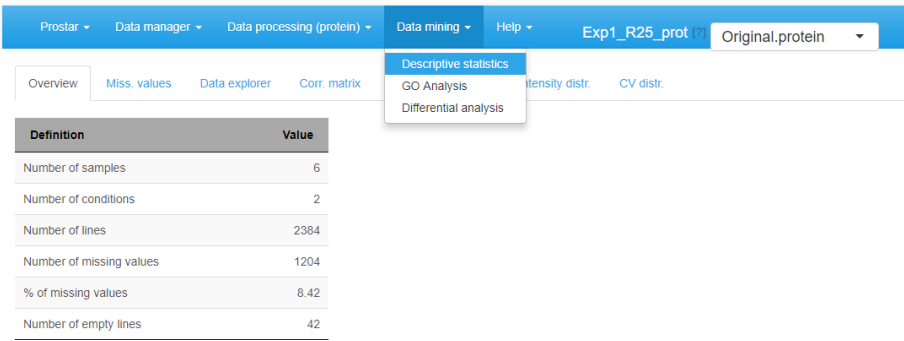 Prostar Data manager Data processing (protein) Data mining Help Exp1_R25_prot [?] Original.protein
Descriptive statistics
GO Analysis
Differential analysis
Overview Miss. values Data explorer Corr. matrix ntensity distr. CV distr.
Definition Value
Number of samples 6
Number of conditions 2
Number of lines 2384
Number of missing values 1204
% of missing values 8.42
Number of empty lines 42